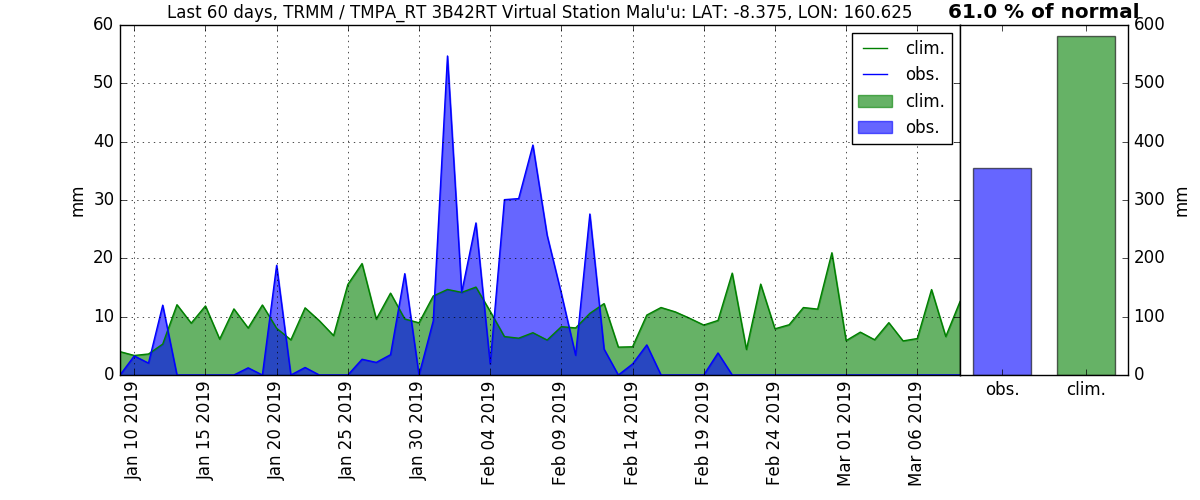 Last 60 days, TRMM / TMPA_RT 3B42RT Virtual Station Malu'u: LAT: -8.375, LON: 160.625
61.0 % of normal
60
50
40
30
20
10
0
mm
clim.
obs.
clim.
obs.
Jan 10 2019
Jan 15 2019
Jan 20 2019
Jan 25 2019
Jan 30 2019
Feb 04 2019
Feb 09 2019
Feb 14 2019
Feb 19 2019
Feb 24 2019
Mar 01 2019
Mar 06 2019
600
500
400
300
200
100
0
mm
obs.
clim.